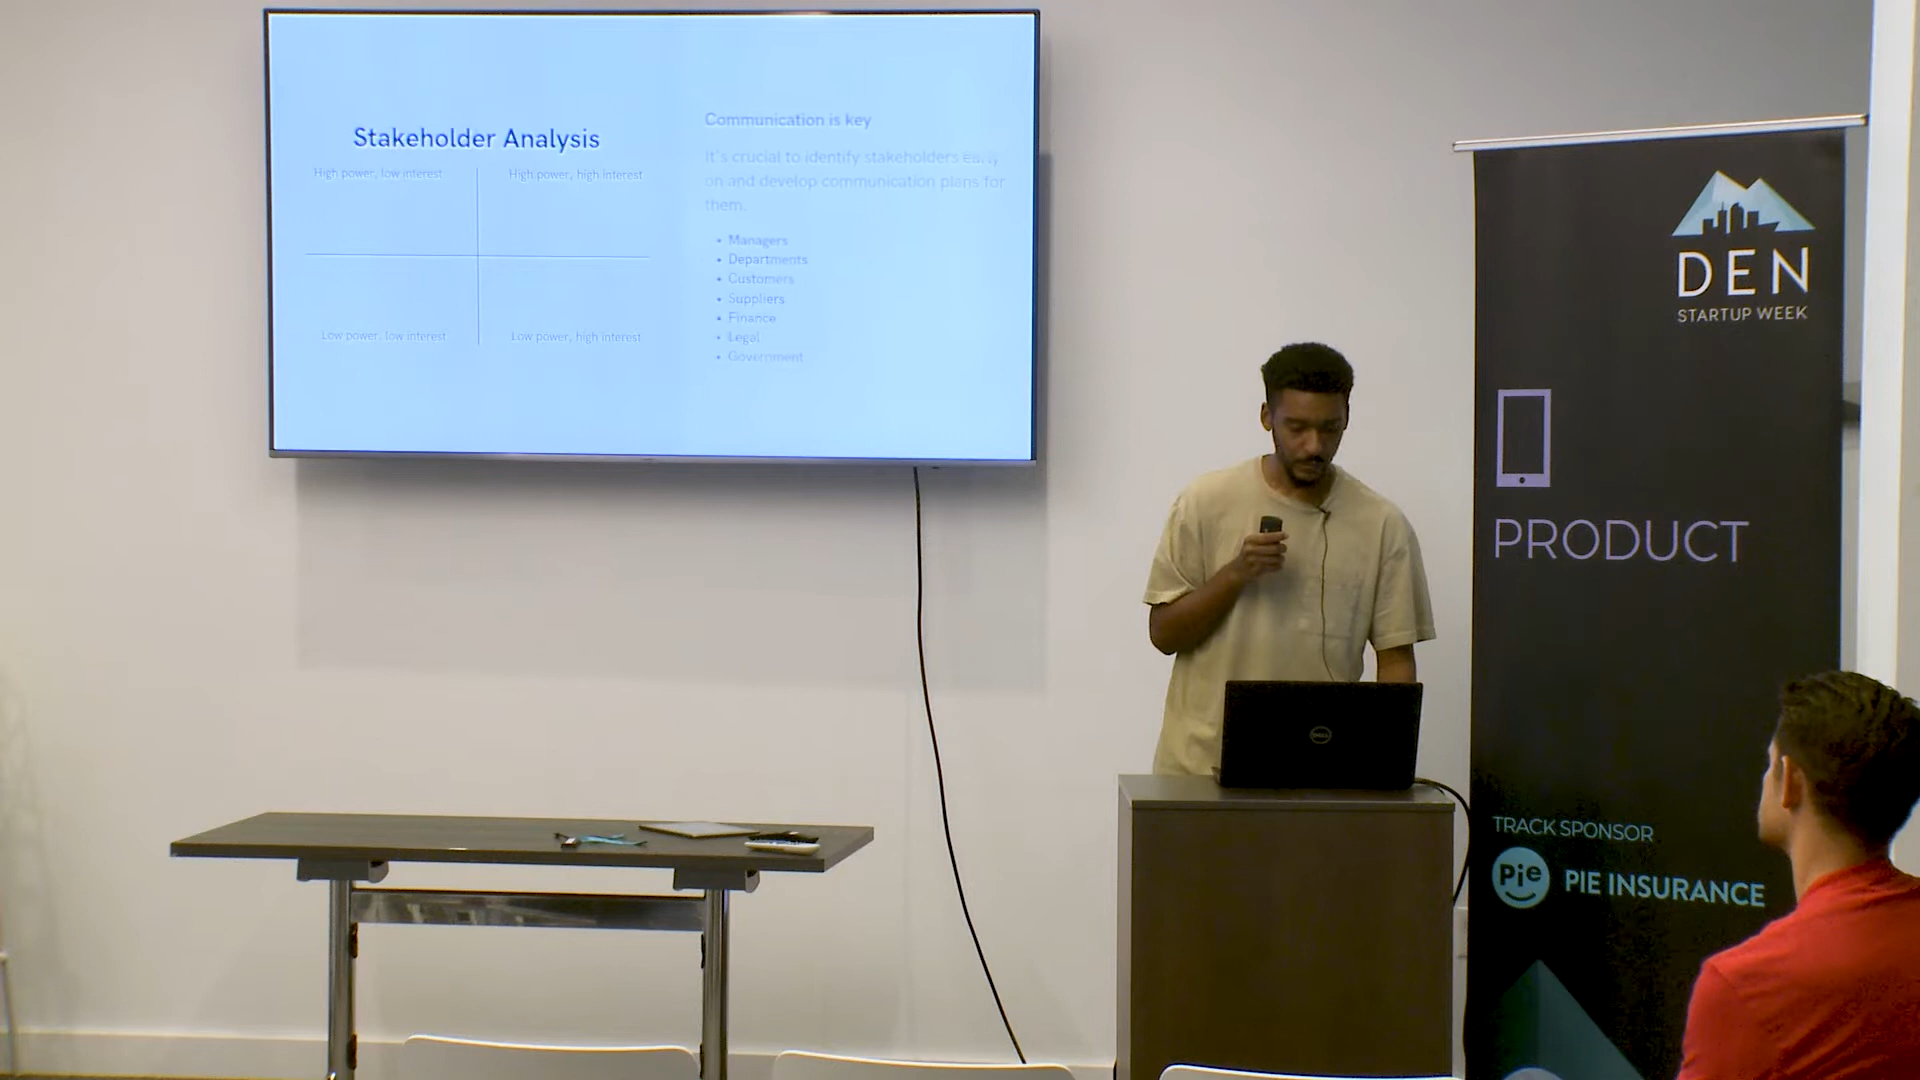 Stakeholder Analysis
High power, low interest
High power, high interest
Low power, low interest
Low power, high interest
Communication is key
It's crucial to identify stakeholders early
on and develop communication plans for
them.
• Managers
• Departments
• Customers
• Suppliers
• Finance
• Legal
• Government
DEN
STARTUP WEEK
PRODUCT
TRACK SPONSOR
Pie
PIE INSURANCE
DELL